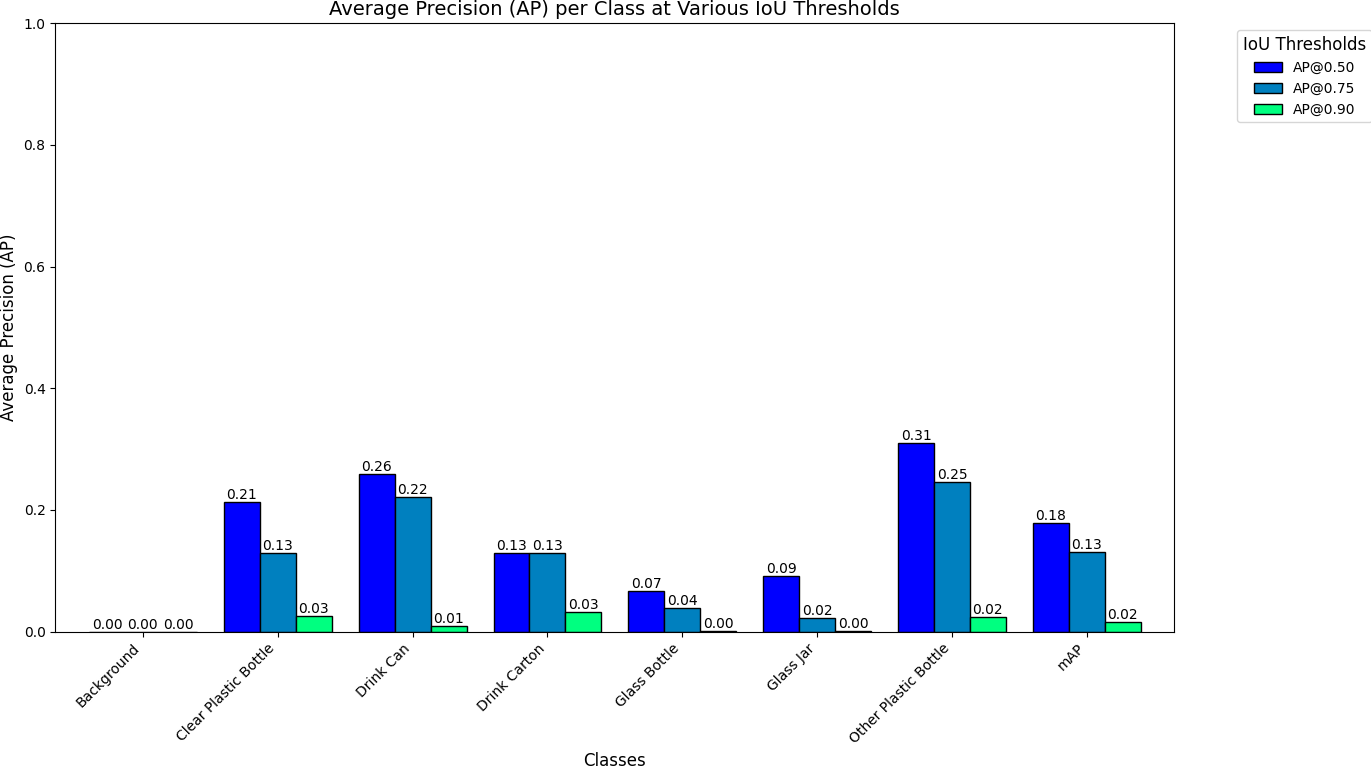 Average Precision (AP) per Class at Various IoU Thresholds
IoU Thresholds
AP@0.50
AP@0.75
AP@0.90
Average Precision (AP)
1.0
0.8
0.6
0.4
0.2
0.0
0.00 0.00 0.00
0.21 0.13 0.03
0.26 0.22 0.01
0.13 0.13 0.03
0.07 0.04 0.00
0.09 0.02 0.00
0.31 0.25 0.02
0.18 0.13 0.02
Background
Clear Plastic Bottle
Drink Can
Drink Carton
Glass Bottle
Glass Jar
Other Plastic Bottle
mAP
Classes